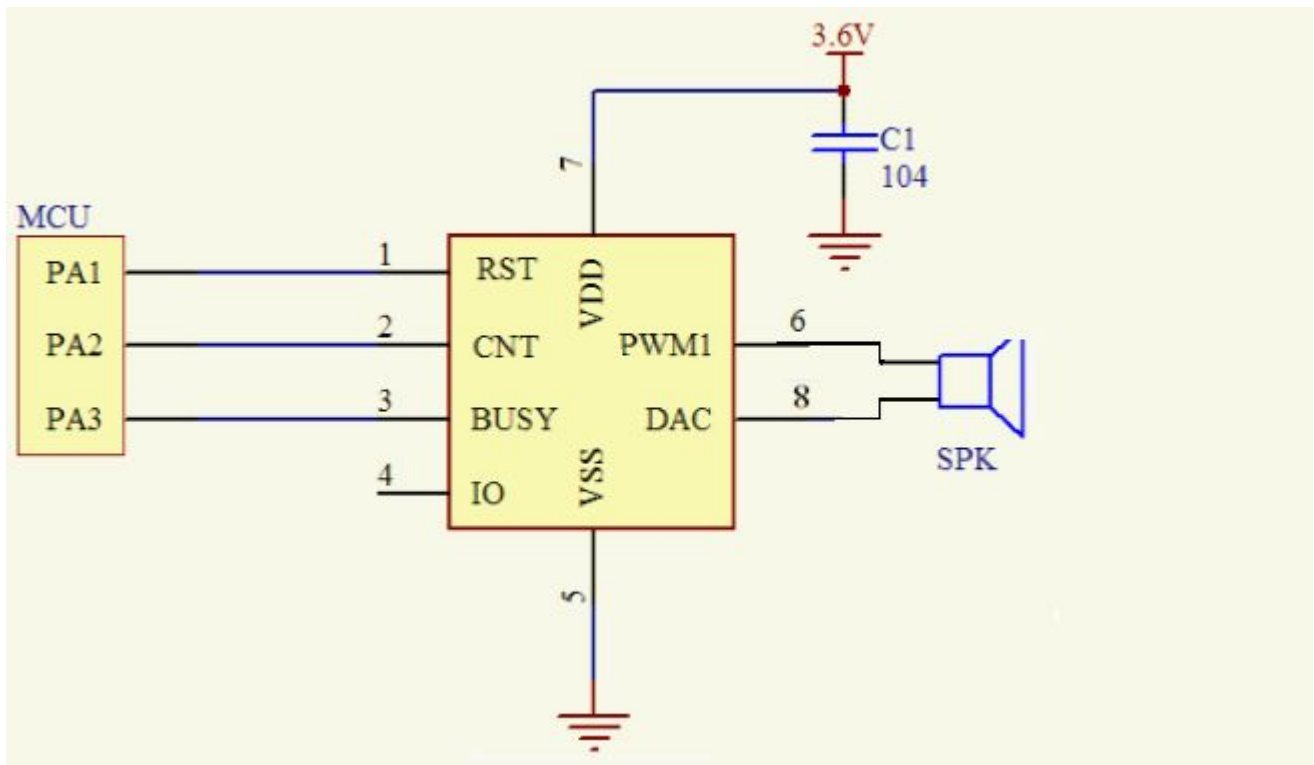 3.6V
C1
104
7
MCU
PA1
PA2
PA3
1
2
3
4
RST
CNT
BUSY
IO
VDD
VSS
PWM1
DAC
6
8
SPK
5